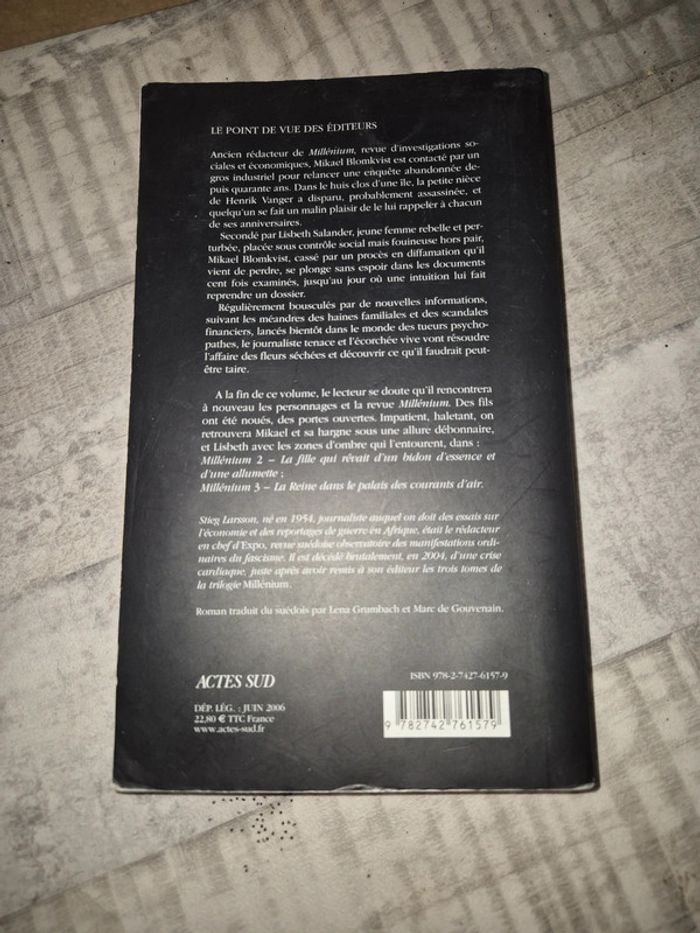 LE POINT DE VUE DES ÉDITEURS
Ancien rédacteur de Millénium, revue d'investigations so-
ciales et économiques, Mikael Blomkvist est contacté par un
gros industriel pour relancer une enquête abandonnée de-
puis quarante ans. Dans le huis clos d'une île, la petite nièce
de Henrik Vanger a disparu, probablement assassinée, et
quelqu'un se fait un malin plaisir de le lui rappeler à chacun
de ses anniversaires.
Secondé par Lisbeth Salander, jeune femme rebelle et per-
turbée, placée sous contrôle social mais fouineuse hors pair,
Mikael Blomkvist, cassé par un procès en diffamation qu'il
vient de perdre, se plonge sans espoir dans les documents
cent fois examinés, jusqu'au jour où une intuition lui fait
reprendre un dossier.
Régulièrement bousculés par de nouvelles informations,
suivant les méandres des haines familiales et des scandales
financiers, lancés bientôt dans le monde des tueurs psycho-
pathes, le journaliste tenace et l'écorchée vive vont résoudre
l'affaire des fleurs séchées et découvrir ce qu'il faudrait peut-
être taire.
A la fin de ce volume, le lecteur se doute qu'il rencontrera
à nouveau les personnages et la revue Millénium. Des fils
ont été noués, des portes ouvertes. Impatient, haletant, on
retrouvera Mikael et sa hargne sous une allure débonnaire,
et Lisbeth avec les zones d'ombre qui l'entourent, dans :
Millénium 2 – La fille qui rêvait d'un bidon d'essence et
d'une allumette ;
Millénium 3 – La Reine dans le palais des courants d'air.
Stieg Larsson, né en 1954, journaliste auquel on doit des essais sur
l'économie et des reportages de guerre en Afrique, était le rédacteur
en chef d'Expo, revue suédoise observatoire des manifestations ordi-
naires du fascisme. Il est décédé brutalement, en 2004, d'une crise
cardiaque, juste après avoir remis à son éditeur les trois tomes de
la trilogie Millénium.
Roman traduit du suédois par Lena Grumbach et Marc de Gouvenain.
ACTES SUD
DÉP. LÉG. : JUIN 2006
22,80 € TTC France
www.actes-sud.fr
ISBN 978-2-7427-6157-9
9 782742 761579